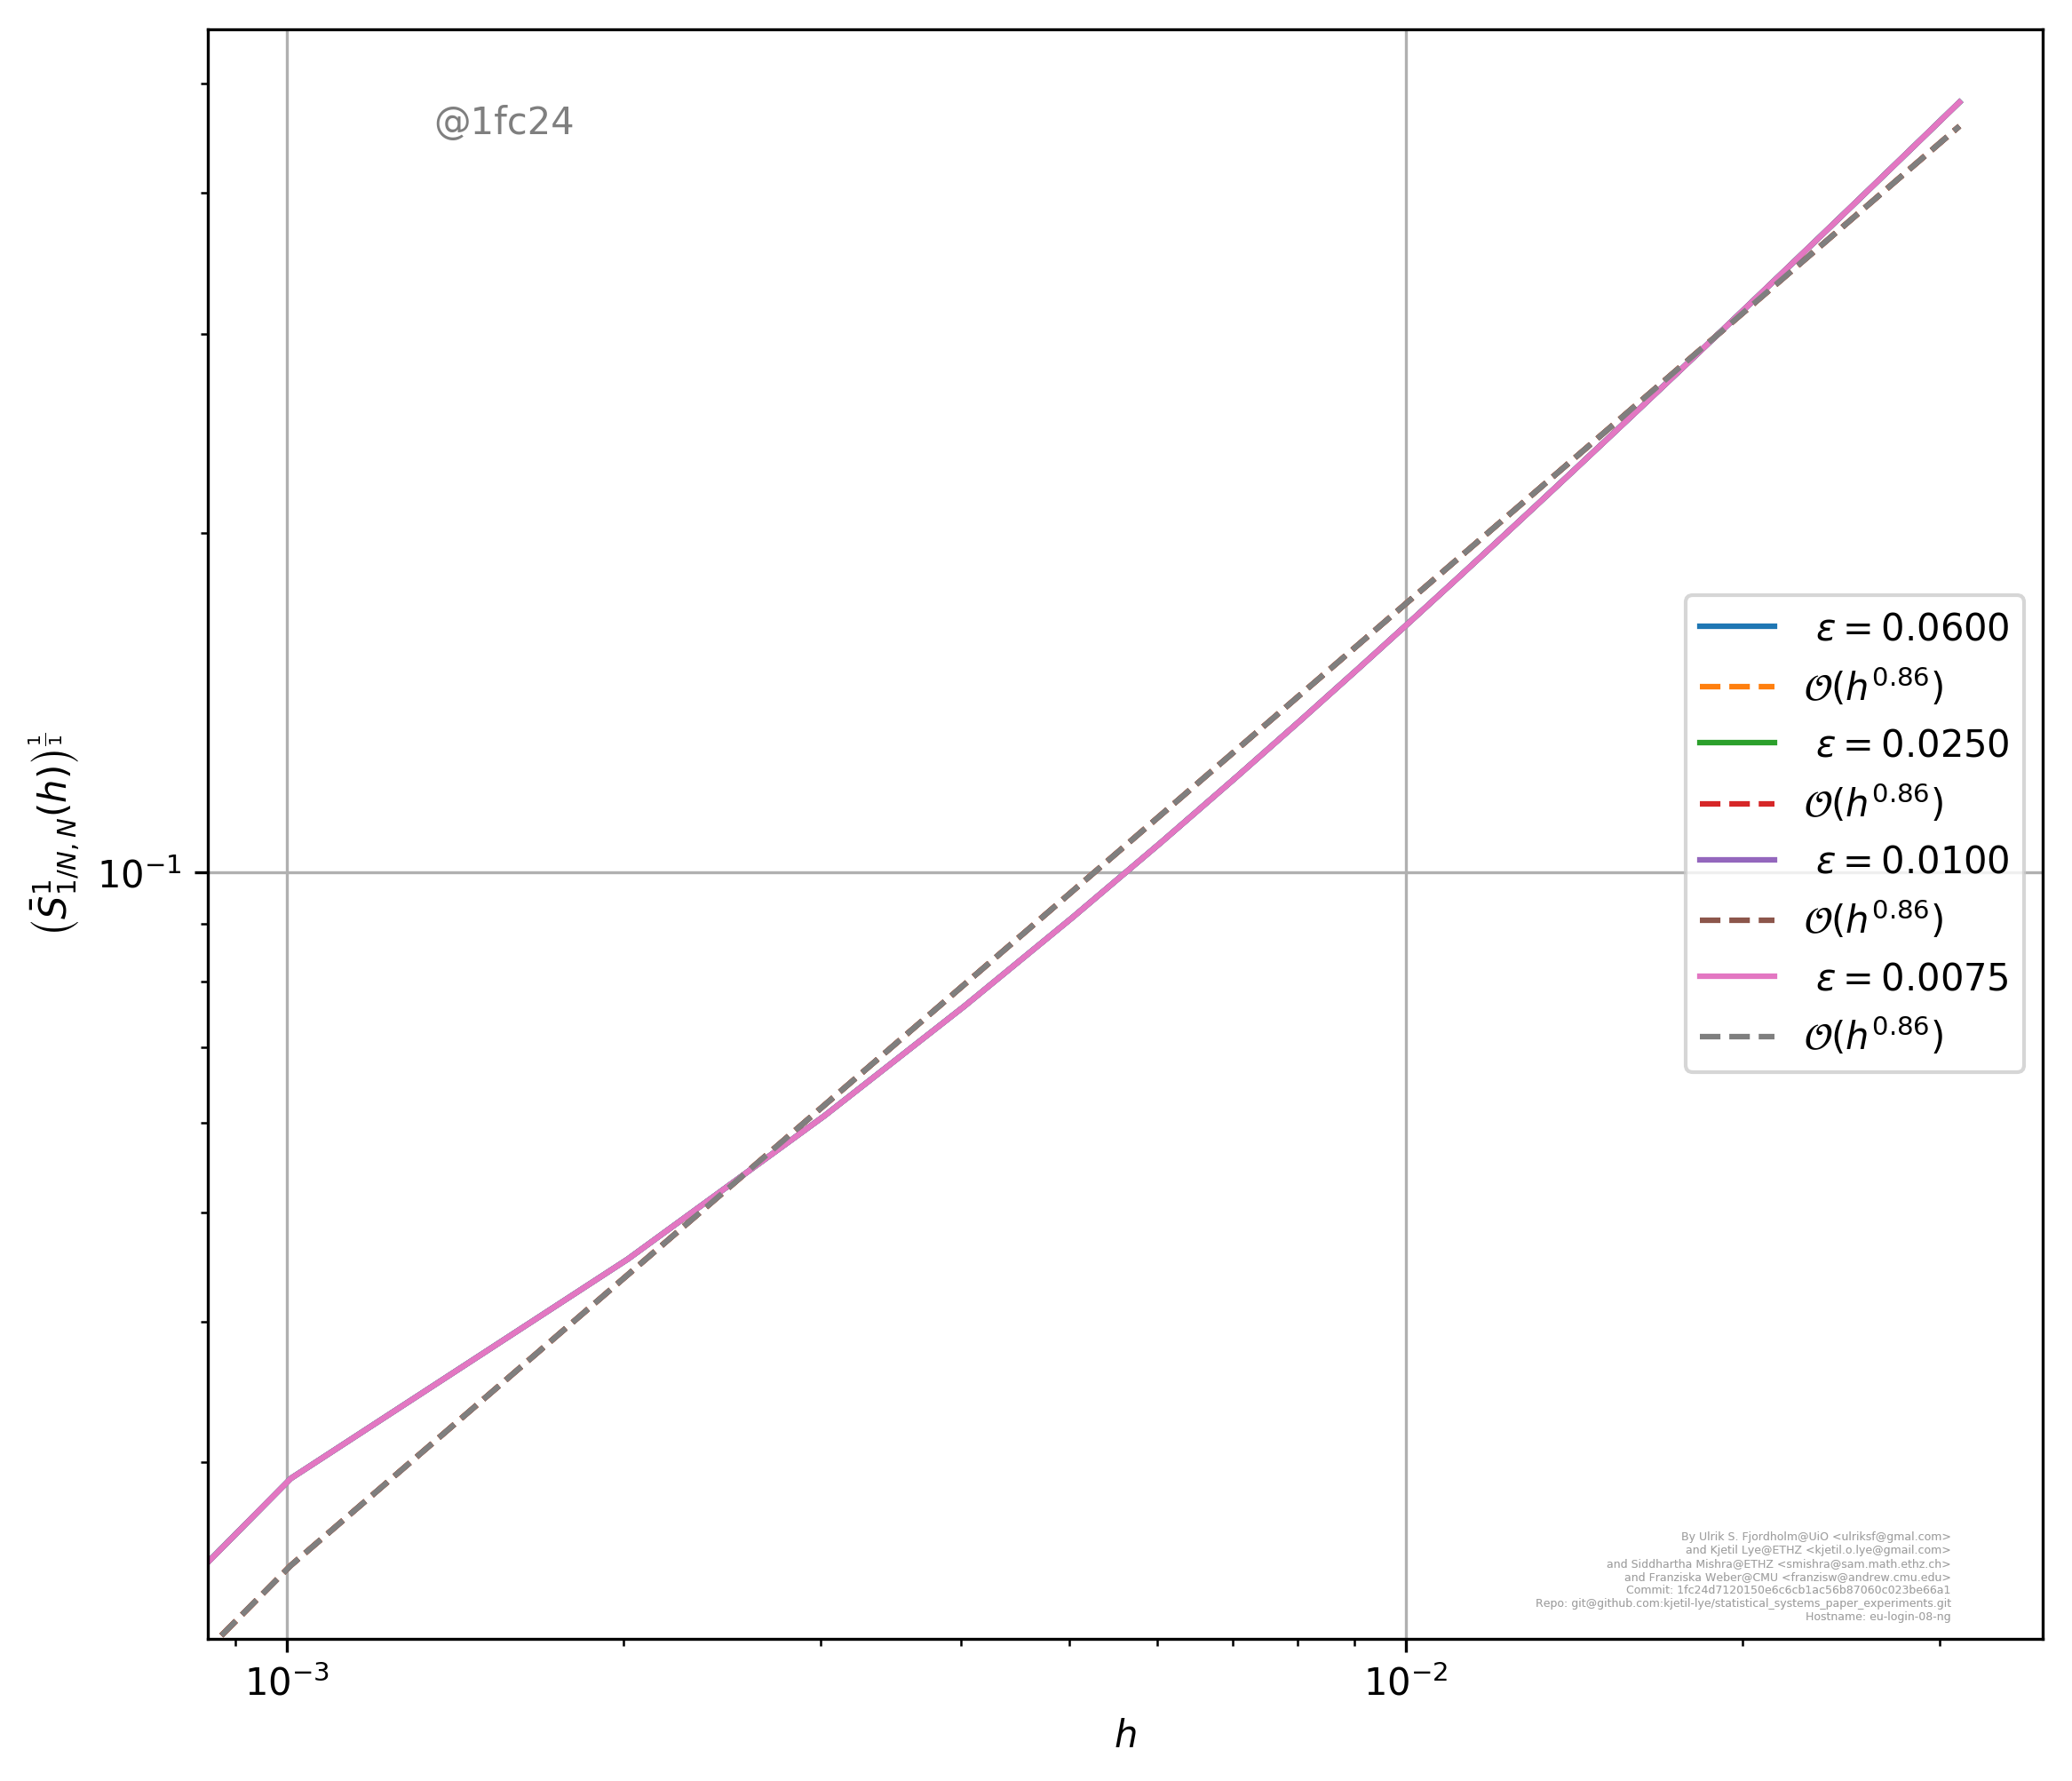 @1fc24
(S̄¹₁/N, N(h))^{1/1}
10⁻¹
ε = 0.0600
𝒪(h^0.86)
ε = 0.0250
𝒪(h^0.86)
ε = 0.0100
𝒪(h^0.86)
ε = 0.0075
𝒪(h^0.86)
By Ulrik S. Fjordholm@UiO <ulriksf@gmal.com>
and Kjetil Lye@ETHZ <kjetil.o.lye@gmail.com>
and Siddhartha Mishra@ETHZ <smishra@sam.math.ethz.ch>
and Franziska Weber@CMU <franzisw@andrew.cmu.edu>
Commit: 1fc24d7120150e6c6cb1ac56b87060c023be66a1
Repo: git@github.com:kjetil-lye/statistical_systems_paper_experiments.git
Hostname: eu-login-08-ng
10⁻³
10⁻²
h